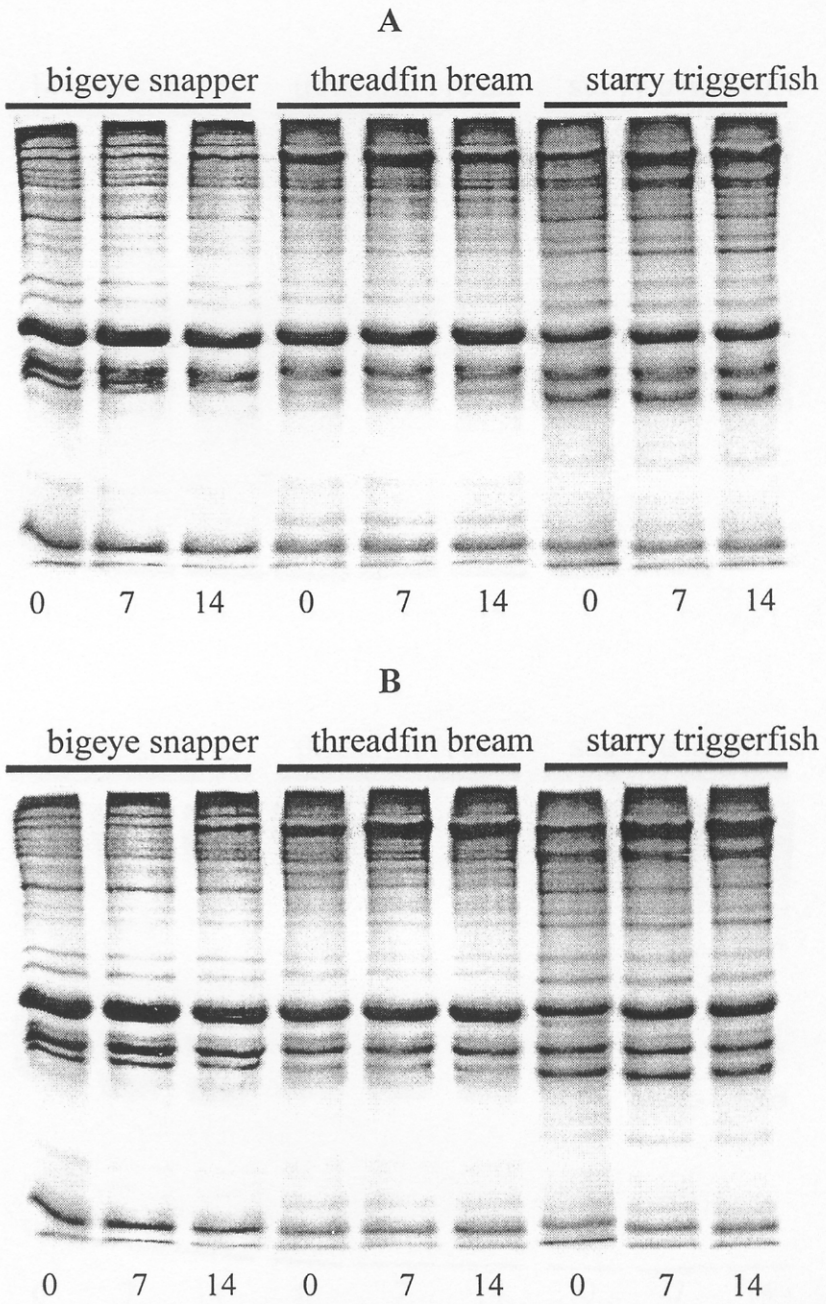 A
bigeye snapper threadfin bream starry triggerfish
0 7 14 0 7 14 0 7 14
B
bigeye snapper threadfin bream starry triggerfish
0 7 14 0 7 14 0 7 14